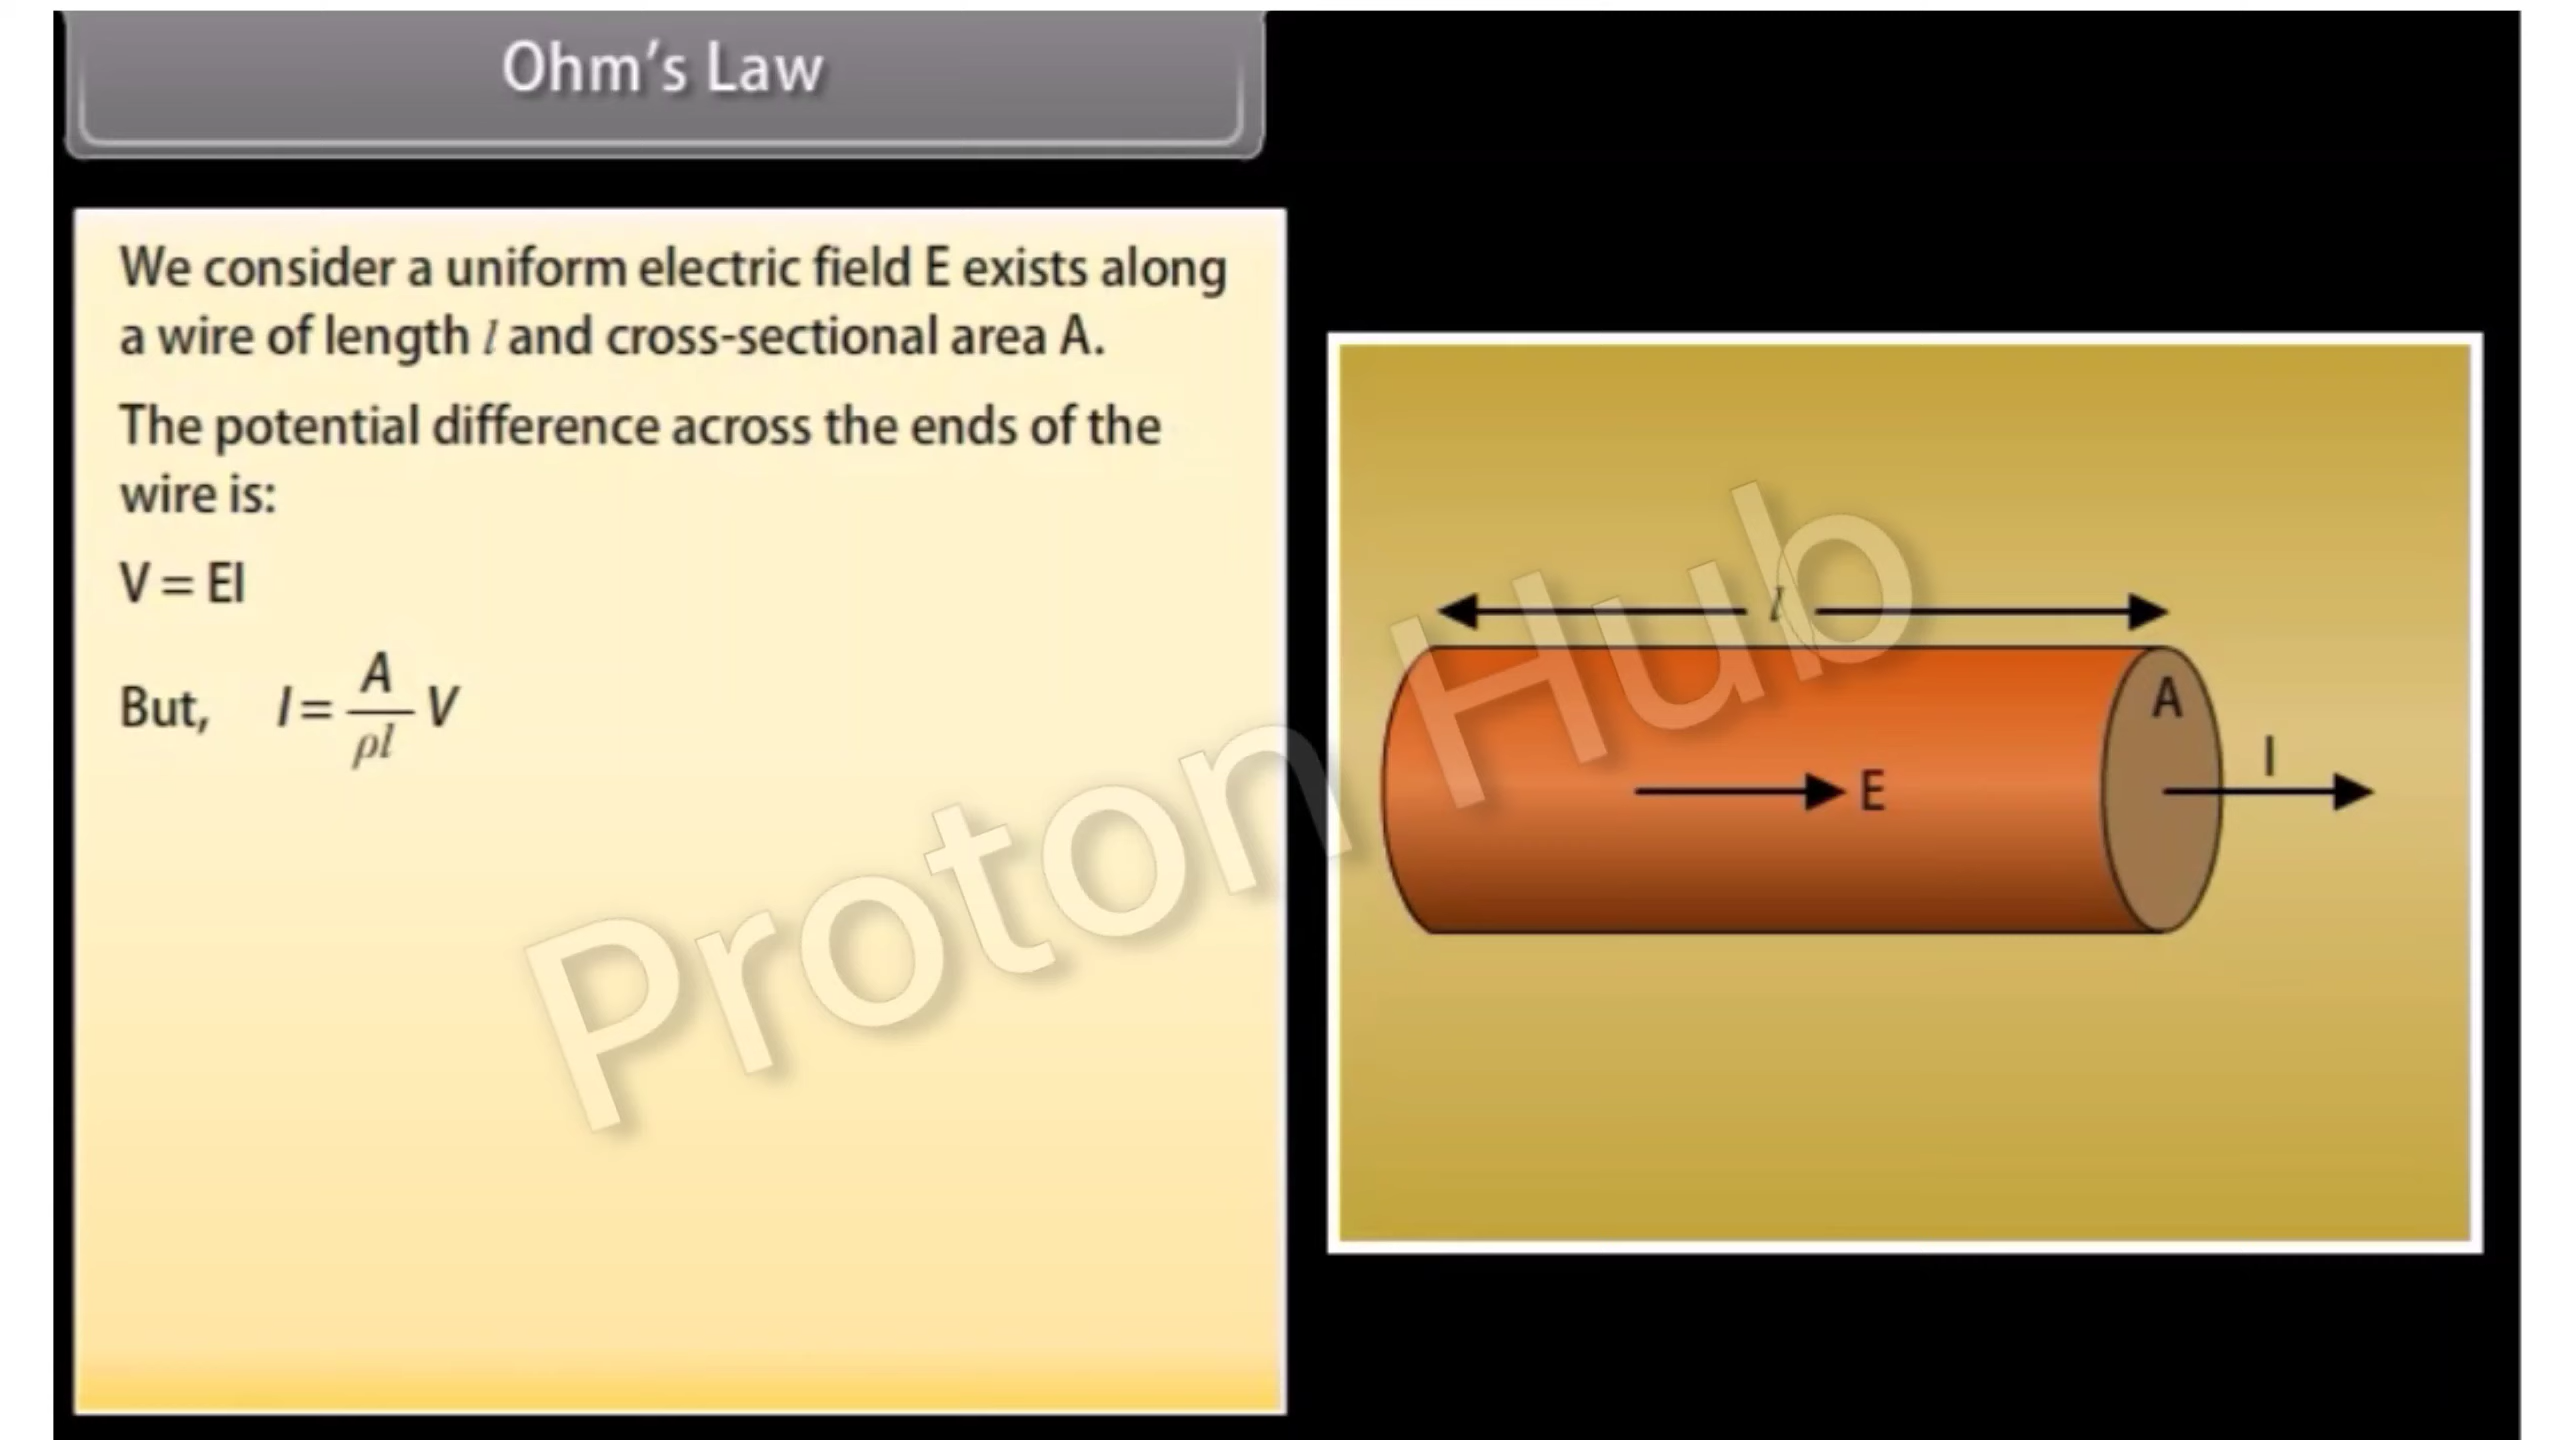 Ohm's Law
We consider a uniform electric field E exists along
a wire of length l and cross-sectional area A.
The potential difference across the ends of the
wire is:
V = El
But, I = A/ρl V
l
A
E
I
Proton Hub